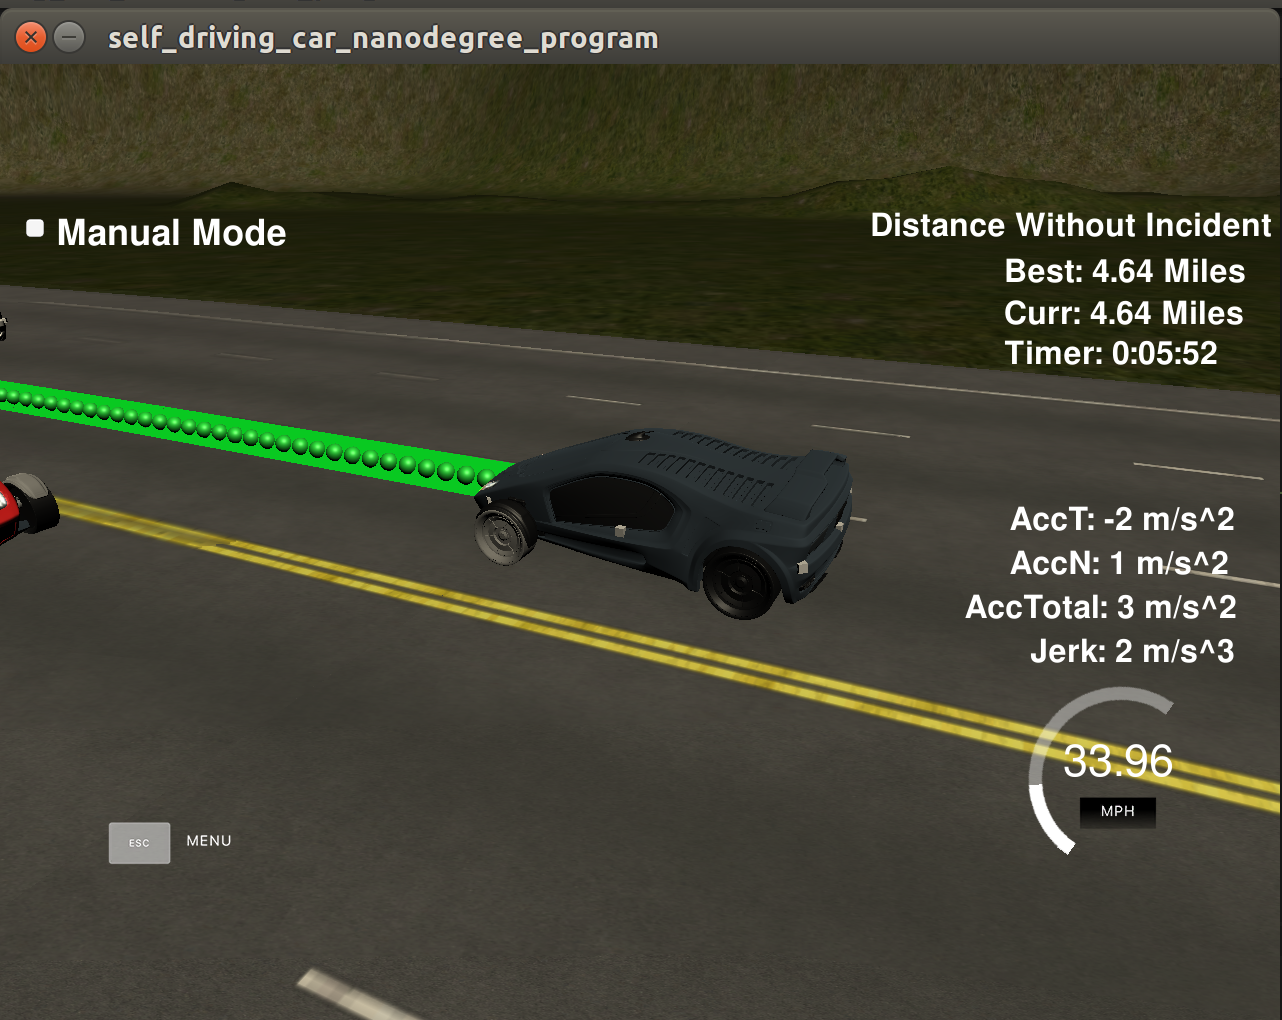 self_driving_car_nanodegree_program
Manual Mode
Distance Without Incident
Best: 4.64 Miles
Curr: 4.64 Miles
Timer: 0:05:52
AccT: -2 m/s^2
AccN: 1 m/s^2
AccTotal: 3 m/s^2
Jerk: 2 m/s^3
33.96
MPH
ESC MENU